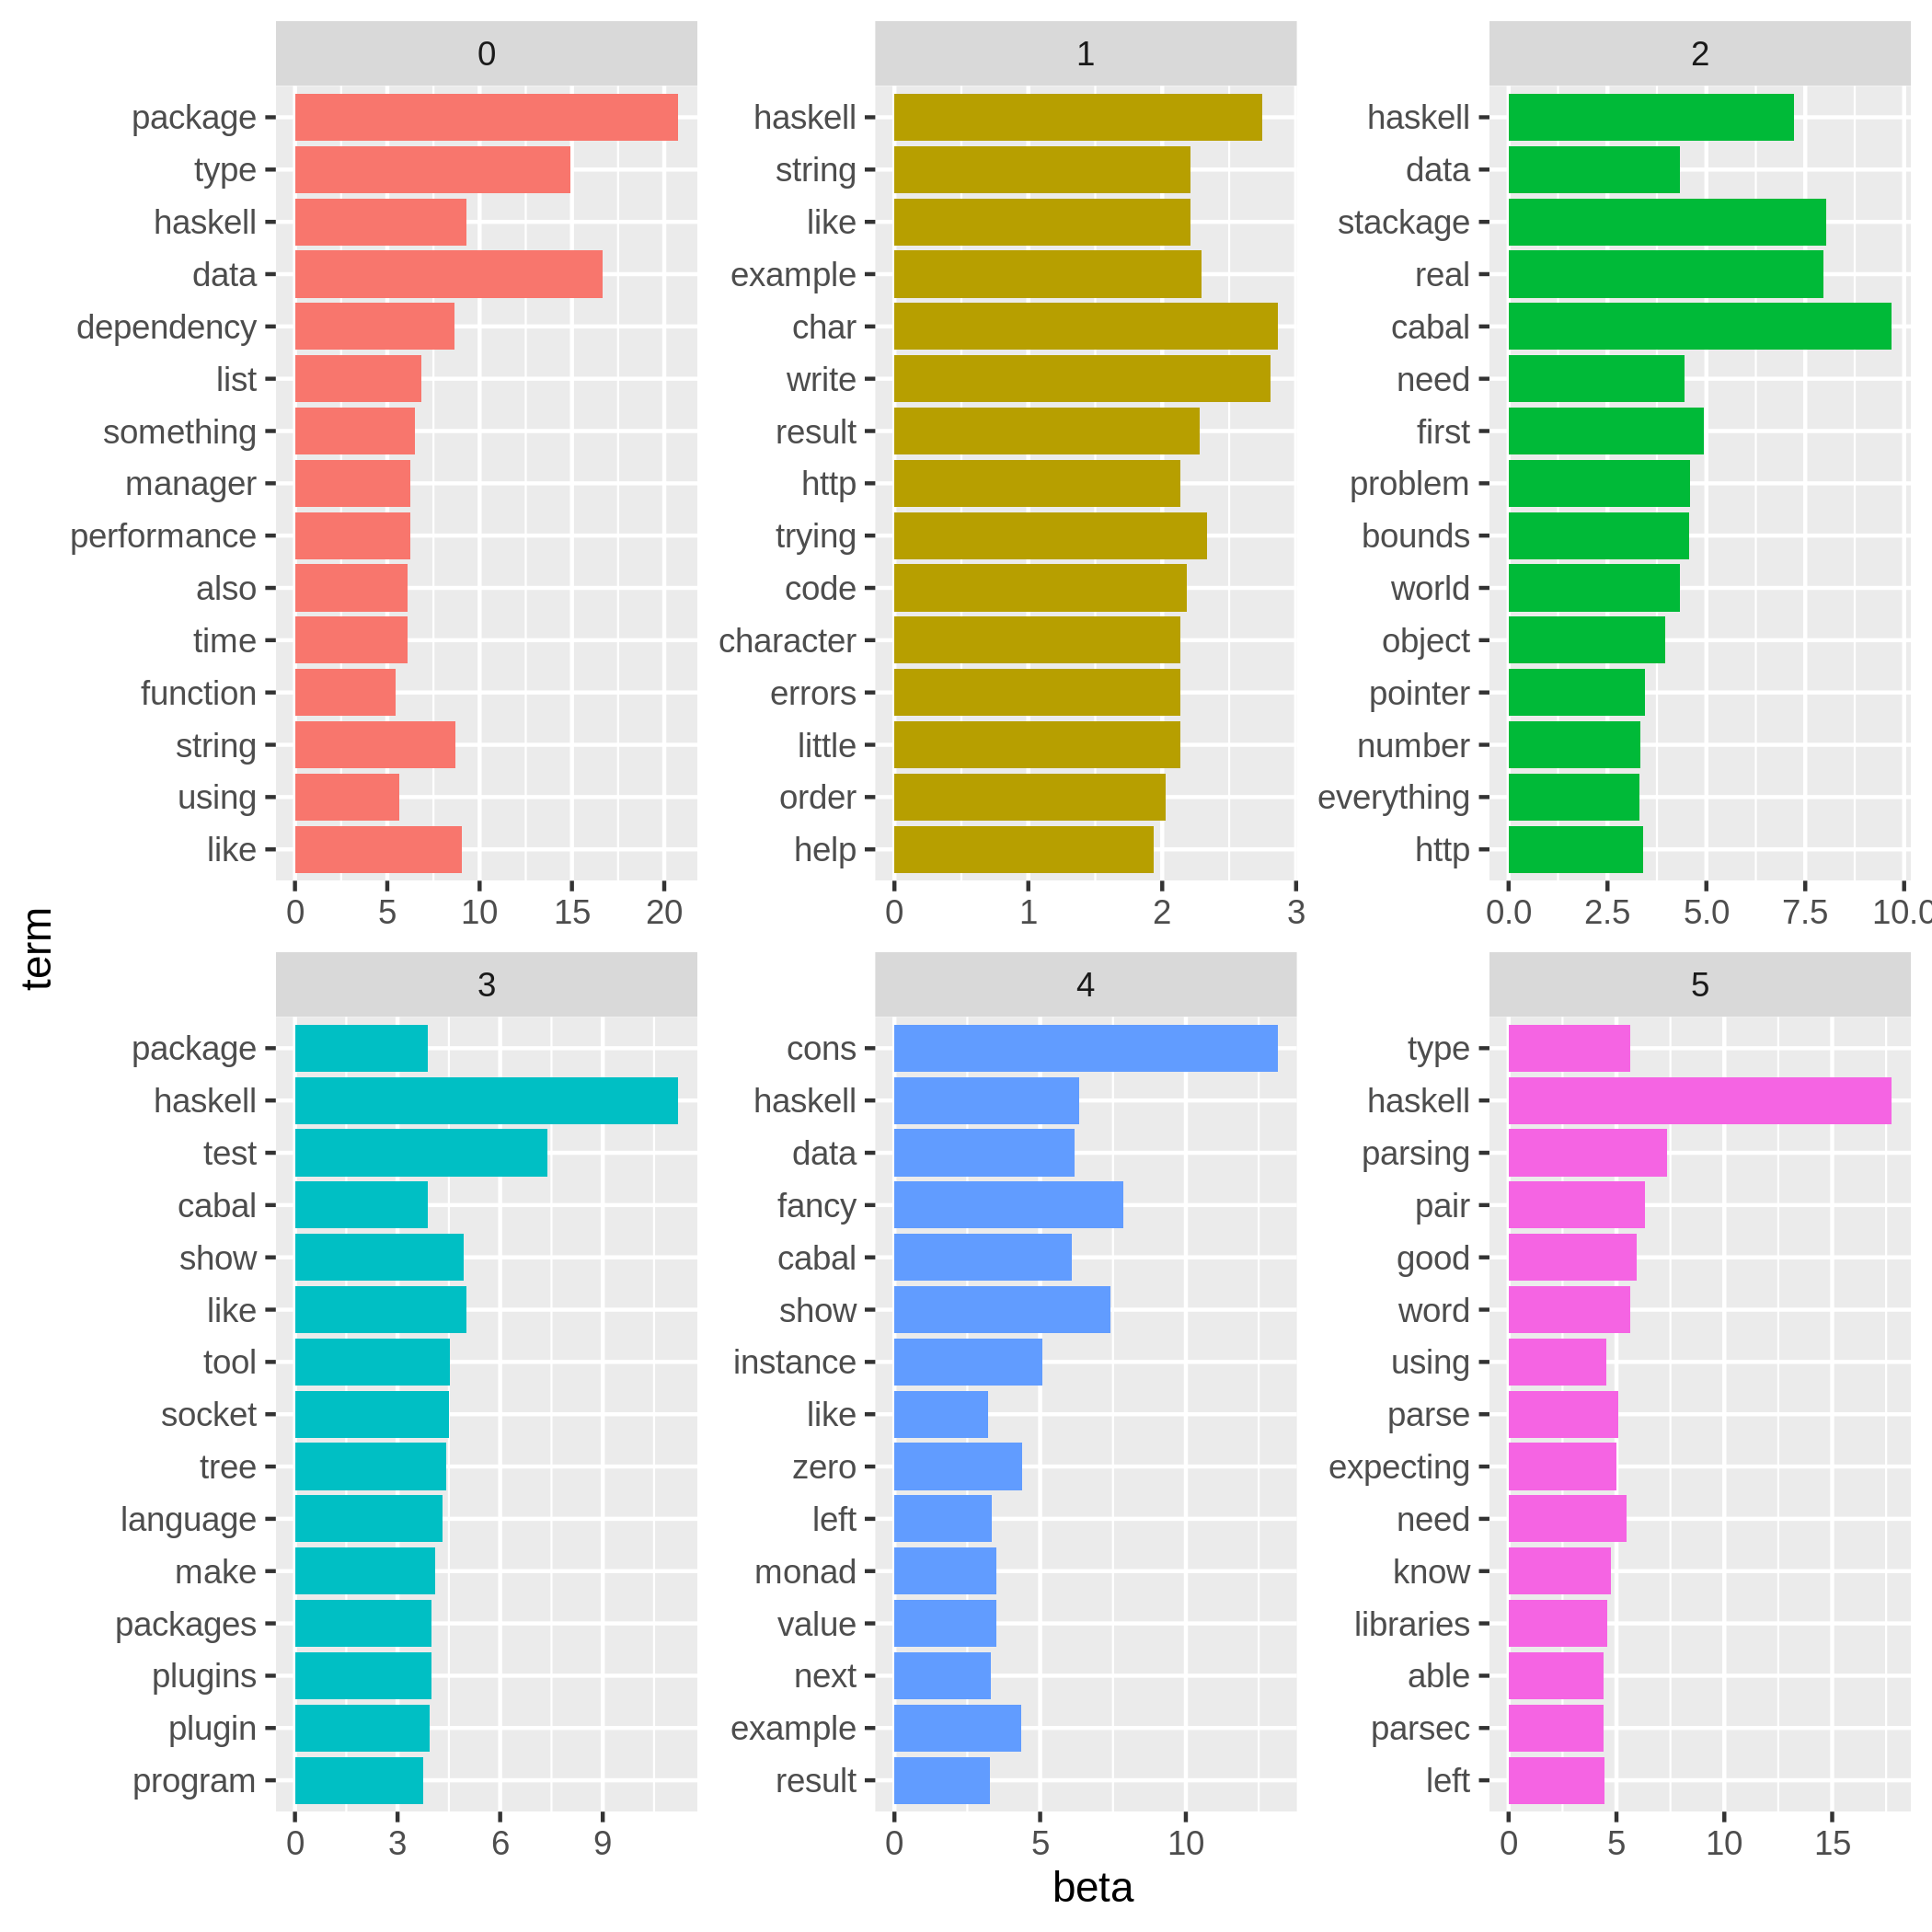 term
0
package
type
haskell
data
dependency
list
something
manager
performance
also
time
function
string
using
like
0 5 10 15 20
1
haskell
string
like
example
char
write
result
http
trying
code
character
errors
little
order
help
0 1 2 3
2
haskell
data
stackage
real
cabal
need
first
problem
bounds
world
object
pointer
number
everything
http
0.0 2.5 5.0 7.5 10.0
3
package
haskell
test
cabal
show
like
tool
socket
tree
language
make
packages
plugins
plugin
program
0 3 6 9
4
cons
haskell
data
fancy
cabal
show
instance
like
zero
left
monad
value
next
example
result
0 5 10
5
type
haskell
parsing
pair
good
word
using
parse
expecting
need
know
libraries
able
parsec
left
0 5 10 15
beta